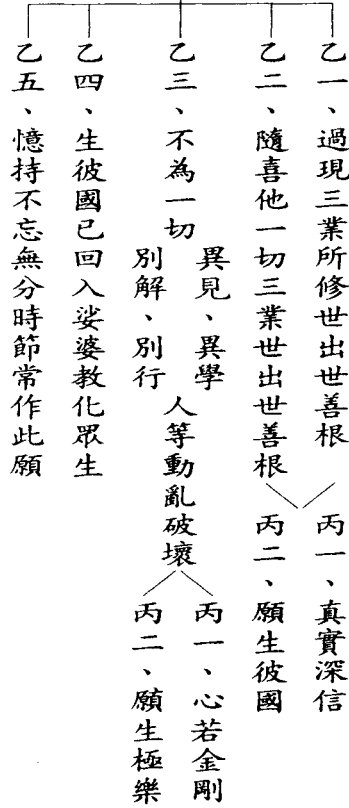 乙一、過現三業所修世出世善根
丙一、真實深信
乙二、隨喜他一切三業世出世善根
丙二、願生彼國
乙三、不為一切
異見、異學
別解、別行
人等動亂破壞
丙一、心若金剛
丙二、願生極樂
乙四、生彼國已回入娑婆教化眾生
乙五、憶持不忘無分時節常作此願